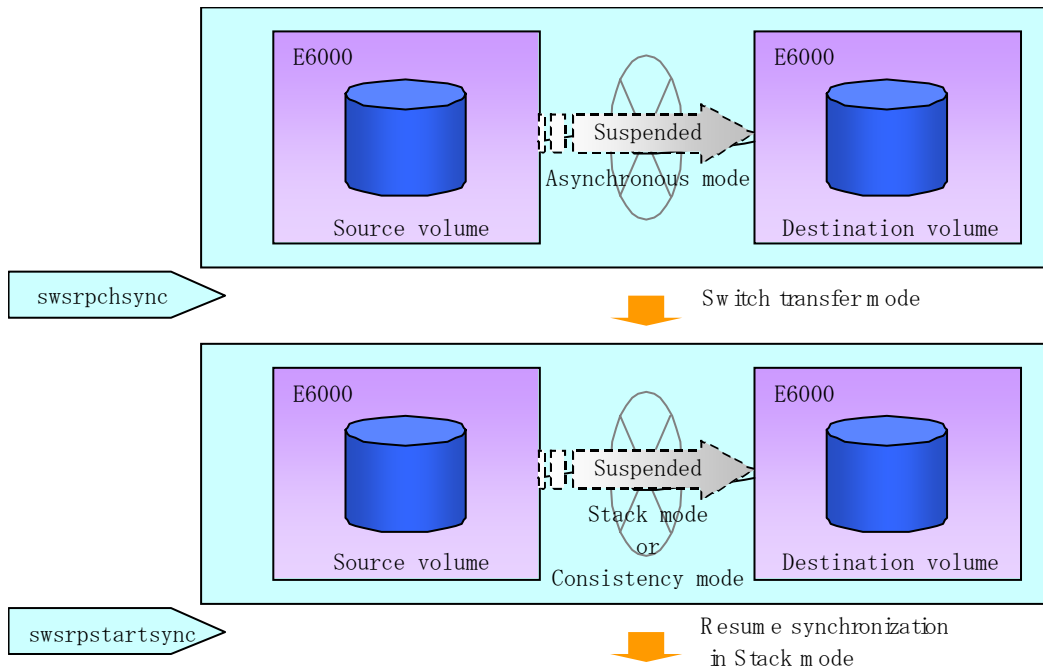 E6000
E6000
Suspended
Asynchronous mode
Source volume
Destination volume
swsrpchsync
Switch transfer mode
E6000
E6000
Suspended
Stack mode
or
Consistency mode
Source volume
Destination volume
swsrpstartsync
Resume synchronization
in Stack mode